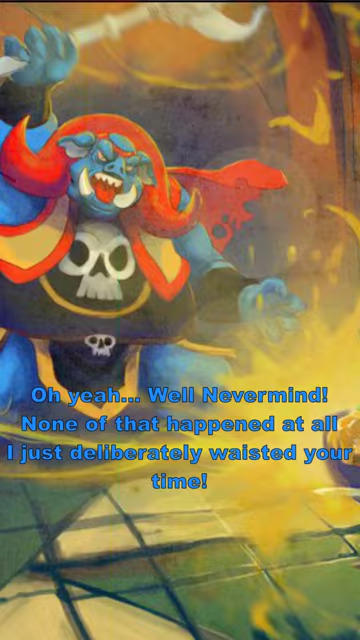 Oh yeah... Well Nevermind!
None of that happened at all
I just deliberately waisted your
time!